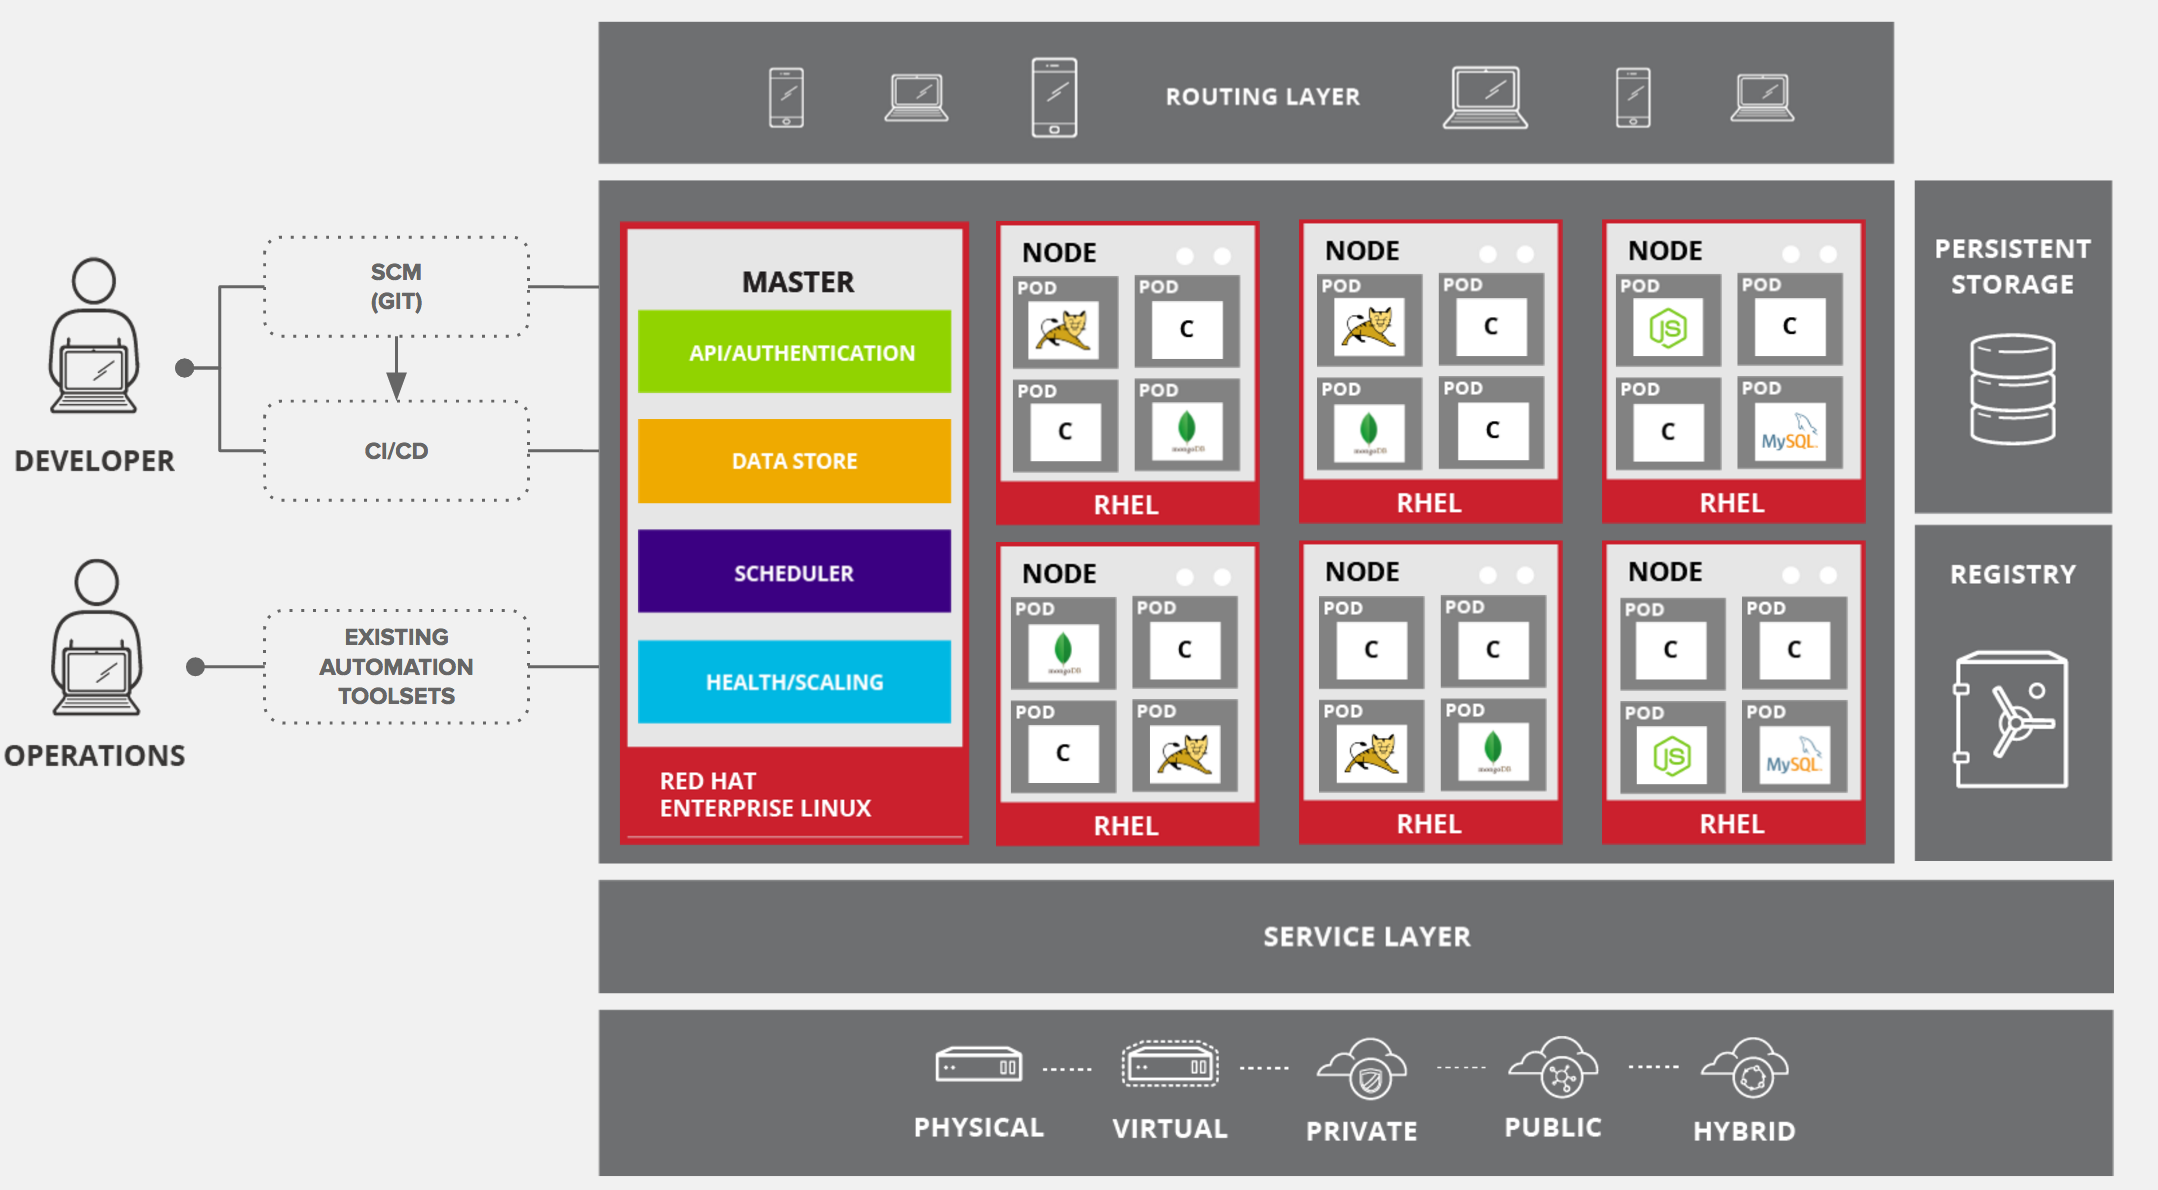 ROUTING LAYER
DEVELOPER
SCM
(GIT)
CI/CD
OPERATIONS
EXISTING
AUTOMATION
TOOLSETS
MASTER
API/AUTHENTICATION
DATA STORE
SCHEDULER
HEALTH/SCALING
RED HAT
ENTERPRISE LINUX
NODE
POD
POD
C
POD
POD
C
mongoDB
RHEL
NODE
POD
POD
C
POD
POD
mongoDB
C
RHEL
NODE
POD
POD
JS
C
POD
POD
C
MySQL
RHEL
NODE
POD
POD
mongoDB
C
POD
POD
C
RHEL
NODE
POD
POD
C
C
POD
POD
mongoDB
RHEL
NODE
POD
POD
C
C
POD
POD
JS
MySQL
RHEL
PERSISTENT
STORAGE
REGISTRY
SERVICE LAYER
PHYSICAL
VIRTUAL
PRIVATE
PUBLIC
HYBRID